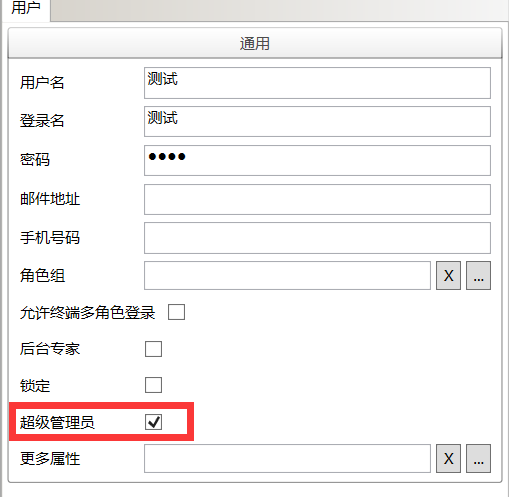 用户
通用
用户名 测试
登录名 测试
密码 ●●●●
邮件地址
手机号码
角色组 X ...
允许终端多角色登录
后台专家
锁定
超级管理员
更多属性 X ...